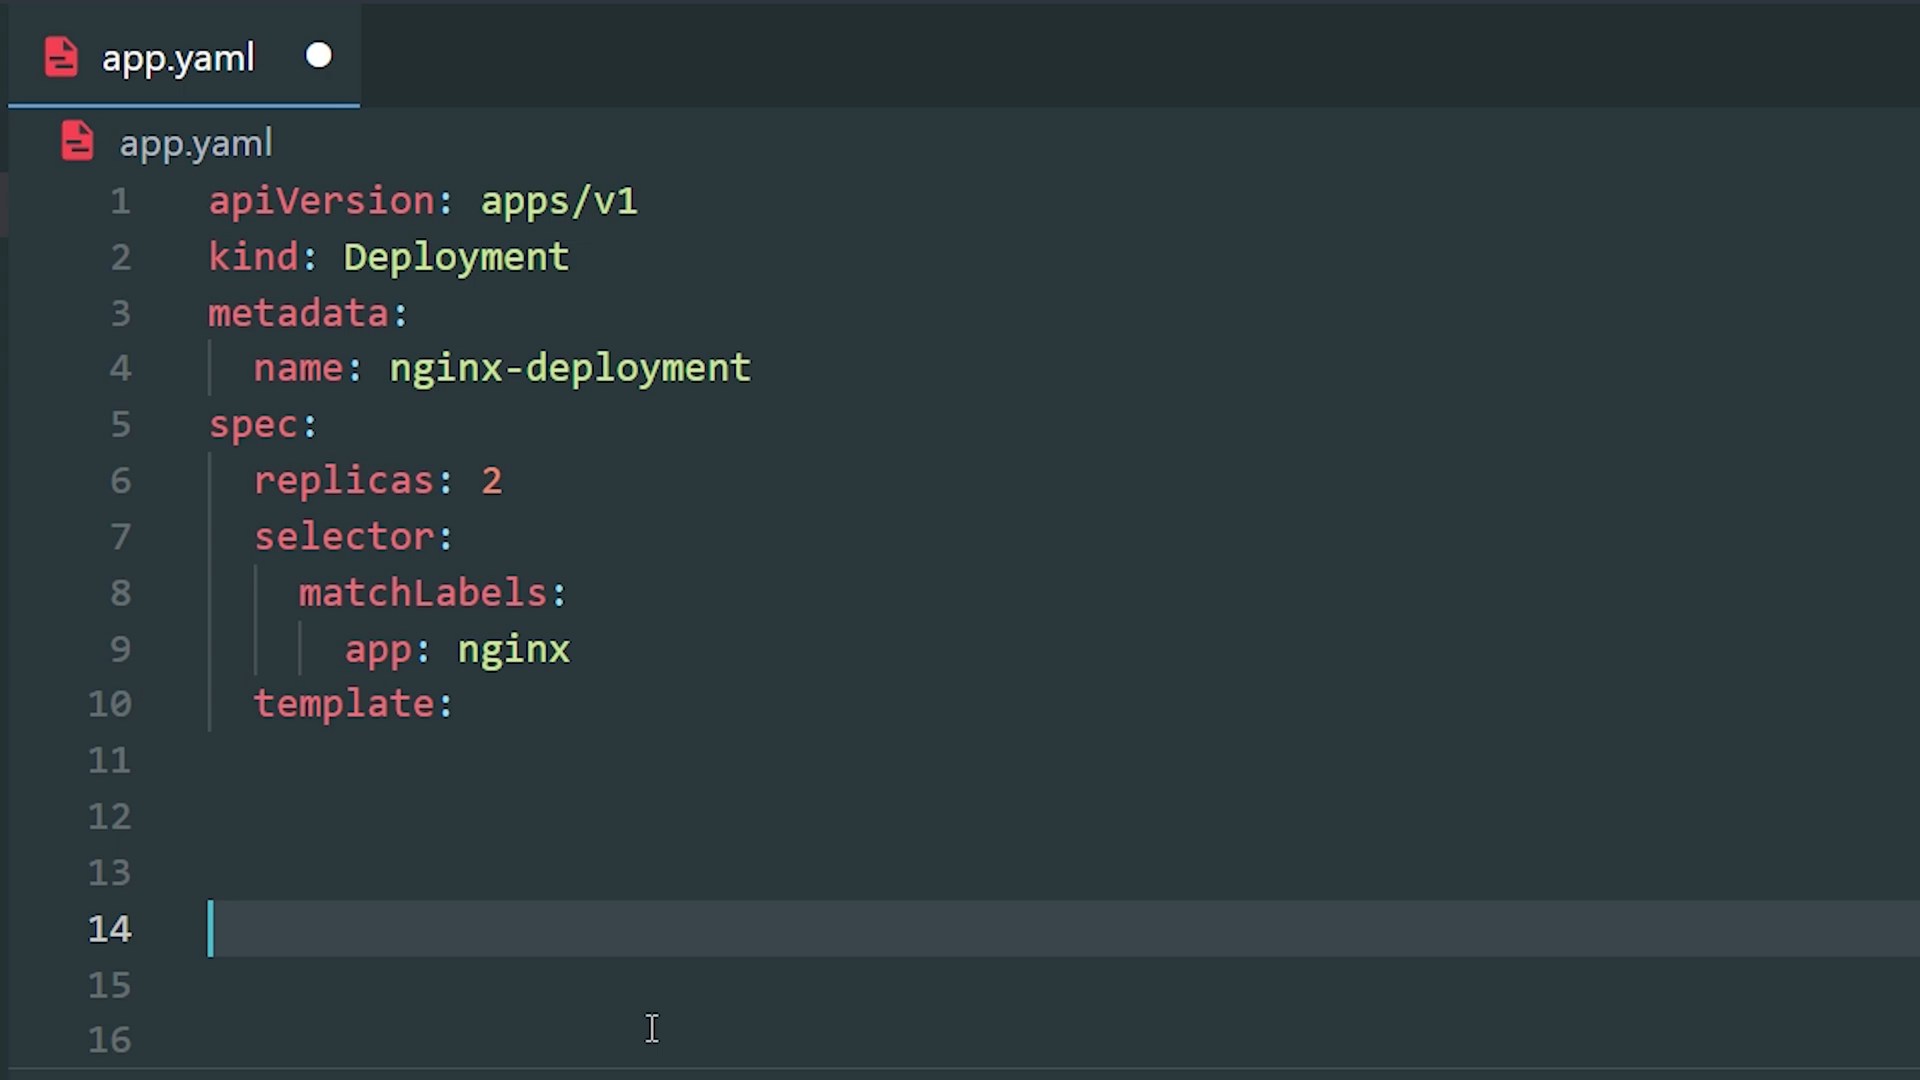 app.yaml
app.yaml
1 apiVersion: apps/v1
2 kind: Deployment
3 metadata:
4   name: nginx-deployment
5 spec:
6   replicas: 2
7   selector:
8     matchLabels:
9       app: nginx
10   template:
11
12
13
14
15
16